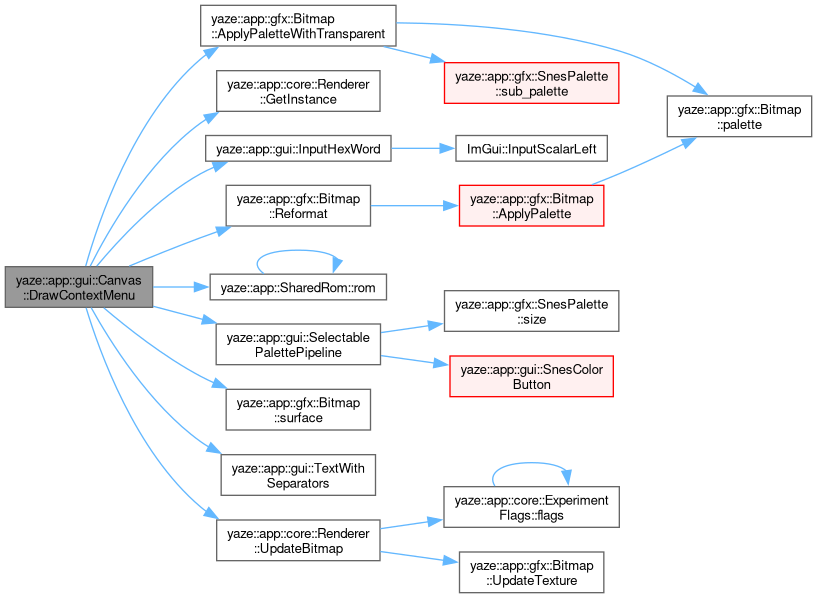 yaze::app::gui::Canvas
::DrawContextMenu
yaze::app::gfx::Bitmap
::ApplyPaletteWithTransparent
yaze::app::core::Renderer
::GetInstance
yaze::app::gui::InputHexWord
yaze::app::gfx::Bitmap
::Reformat
yaze::app::SharedRom::rom
yaze::app::gui::Selectable
PalettePipeline
yaze::app::gfx::Bitmap
::surface
yaze::app::gui::TextWith
Separators
yaze::app::core::Renderer
::UpdateBitmap
yaze::app::gfx::SnesPalette
::sub_palette
ImGui::InputScalarLeft
yaze::app::gfx::Bitmap
::ApplyPalette
yaze::app::gfx::SnesPalette
::size
yaze::app::gui::SnesColor
Button
yaze::app::core::Experiment
Flags::flags
yaze::app::gfx::Bitmap
::UpdateTexture
yaze::app::gfx::Bitmap
::palette